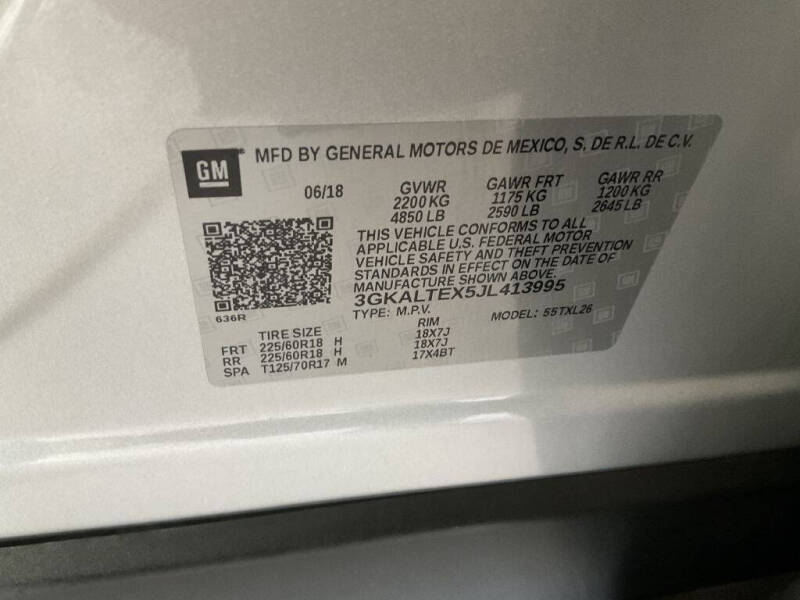 GM MFD BY GENERAL MOTORS DE MEXICO, S. DE R.L. DE C.V.
06/18 GVWR GAWR FRT GAWR RR
2200 KG 1175 KG 1200 KG
4850 LB 2590 LB 2645 LB
THIS VEHICLE CONFORMS TO ALL
APPLICABLE U.S. FEDERAL MOTOR
VEHICLE SAFETY AND THEFT PREVENTION
STANDARDS IN EFFECT ON THE DATE OF
MANUFACTURE SHOWN ABOVE.
3GKALTEX5JL413995
TYPE: M.P.V. MODEL: 55TXL26
636R
TIRE SIZE RIM
FRT 225/60R18 H 18X7J
RR 225/60R18 H 18X7J
SPA T125/70R17 M 17X4BT